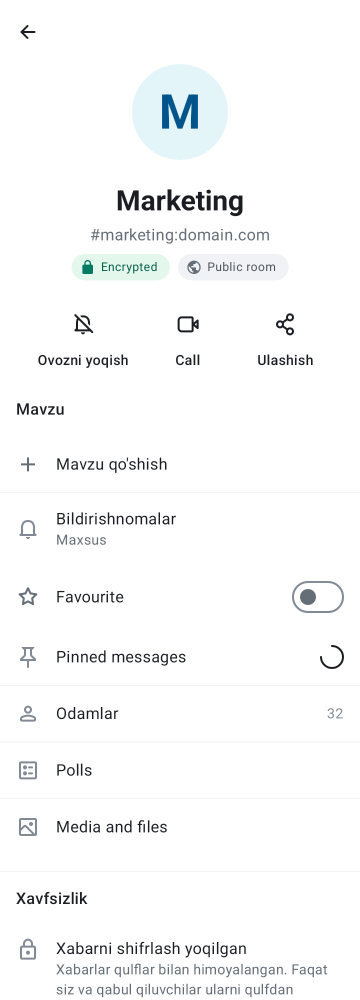 M
Marketing
#marketing:domain.com
Encrypted
Public room
Ovozni yoqish
Call
Ulashish
Mavzu
Mavzu qo'shish
Bildirishnomalar
Maxsus
Favourite
Pinned messages
Odamlar 32
Polls
Media and files
Xavfsizlik
Xabarni shifrlash yoqilgan
Xabarlar qulflar bilan himoyalangan. Faqat
siz va qabul qiluvchilar ularni qulfdan